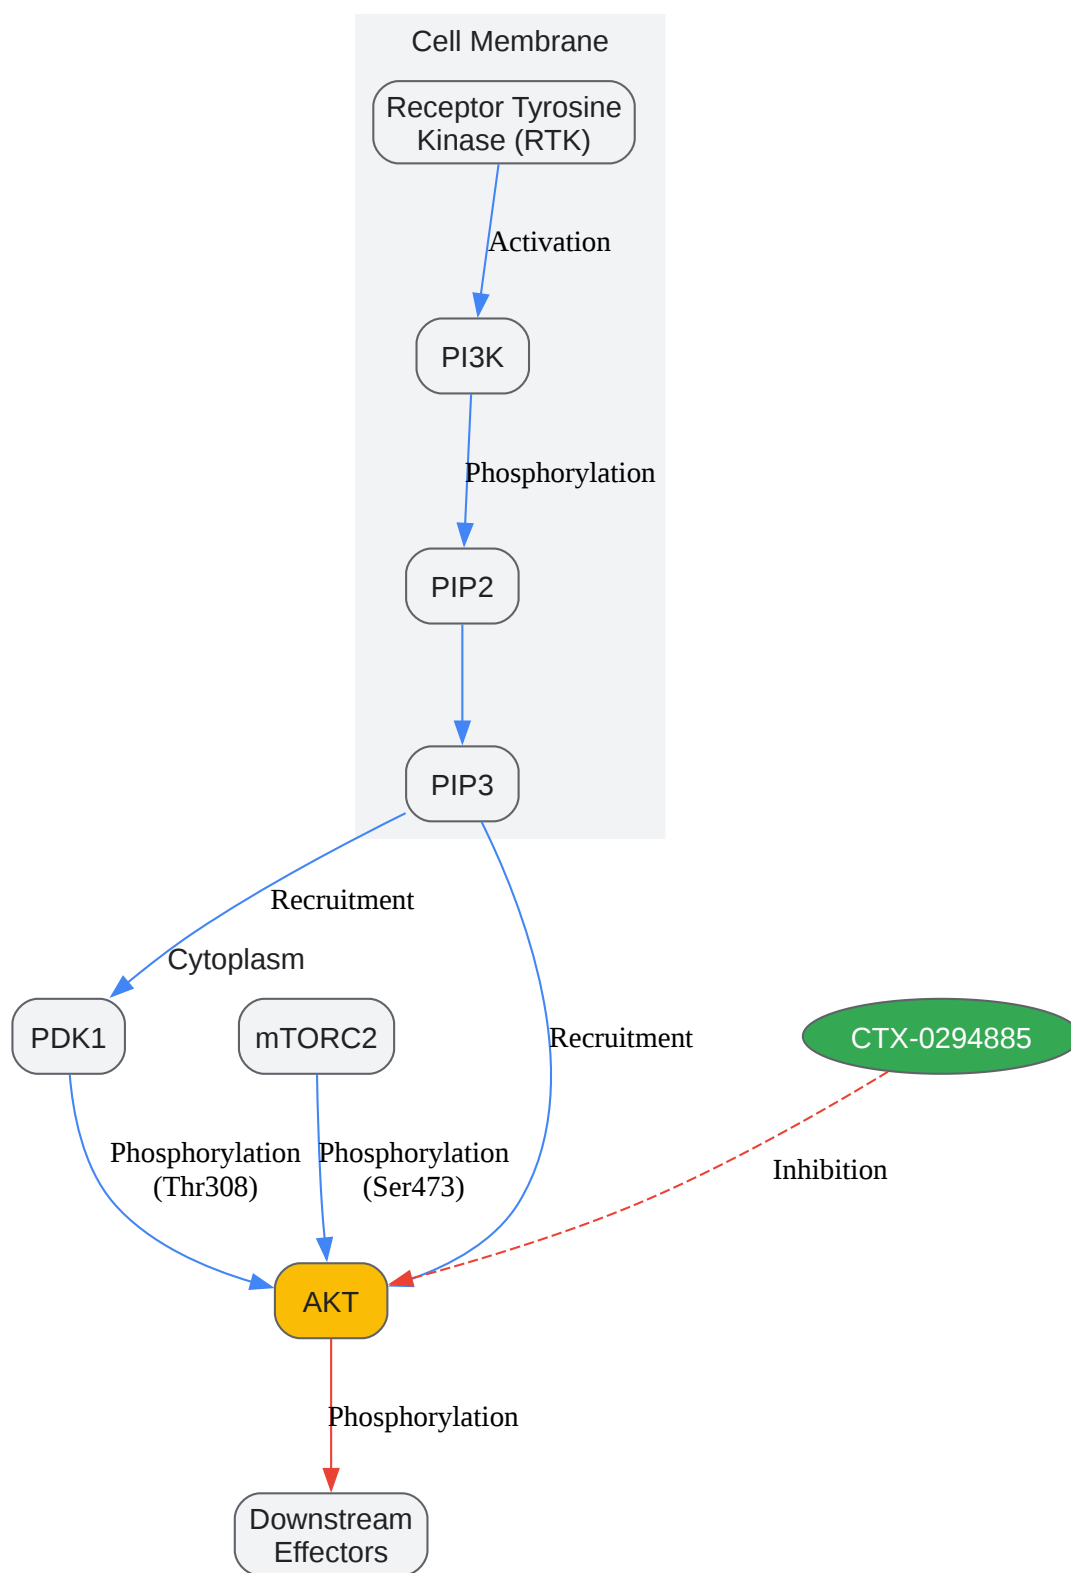 Cell Membrane
Receptor Tyrosine
Kinase (RTK)
Activation
PI3K
Phosphorylation
PIP2
PIP3
Recruitment
Cytoplasm
PDK1
mTORC2
Recruitment
CTX-0294885
Phosphorylation
(Thr308)
Phosphorylation
(Ser473)
Inhibition
AKT
Phosphorylation
Downstream
Effectors